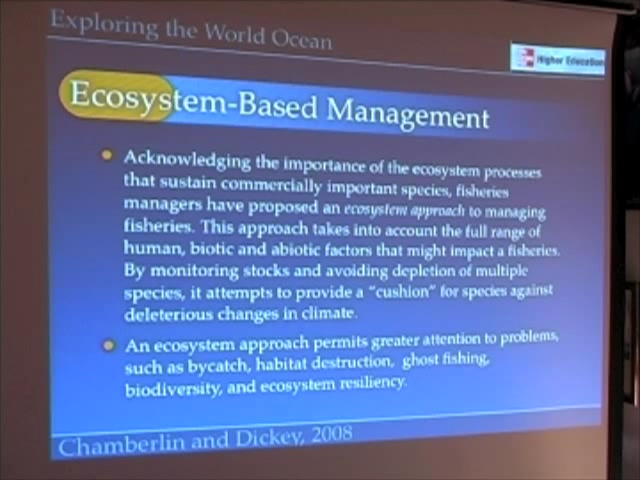 Exploring the World Ocean
Higher Education
Ecosystem-Based Management
Acknowledging the importance of the ecosystem processes
that sustain commercially important species, fisheries
managers have proposed an ecosystem approach to managing
fisheries. This approach takes into account the full range of
human, biotic and abiotic factors that might impact a fisheries.
By monitoring stocks and avoiding depletion of multiple
species, it attempts to provide a “cushion” for species against
deleterious changes in climate.
An ecosystem approach permits greater attention to problems,
such as bycatch, habitat destruction, ghost fishing,
biodiversity, and ecosystem resiliency.
Chamberlin and Dickey, 2008